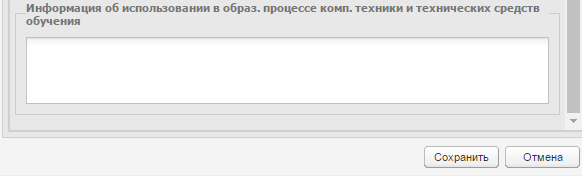 Информация об использовании в образ. процессе комп. техники и технических средств
обучения
Сохранить Отмена